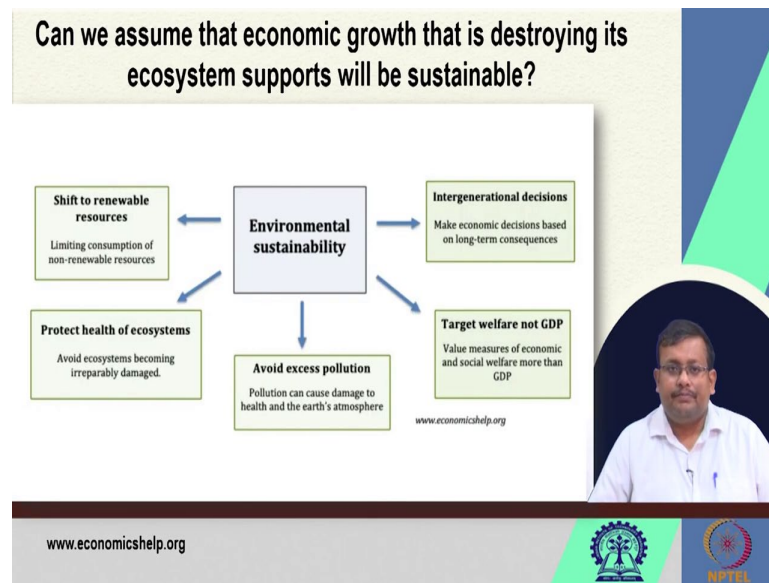 Can we assume that economic growth that is destroying its
ecosystem supports will be sustainable?
Shift to renewable
resources
Limiting consumption of
non-renewable resources
Environmental
sustainability
Intergenerational decisions
Make economic decisions based
on long-term consequences
Protect health of ecosystems
Avoid ecosystems becoming
irreparably damaged.
Avoid excess pollution
Pollution can cause damage to
health and the earth's atmosphere
Target welfare not GDP
Value measures of economic
and social welfare more than
GDP
www.economicshelp.org
www.economicshelp.org
NPTEL